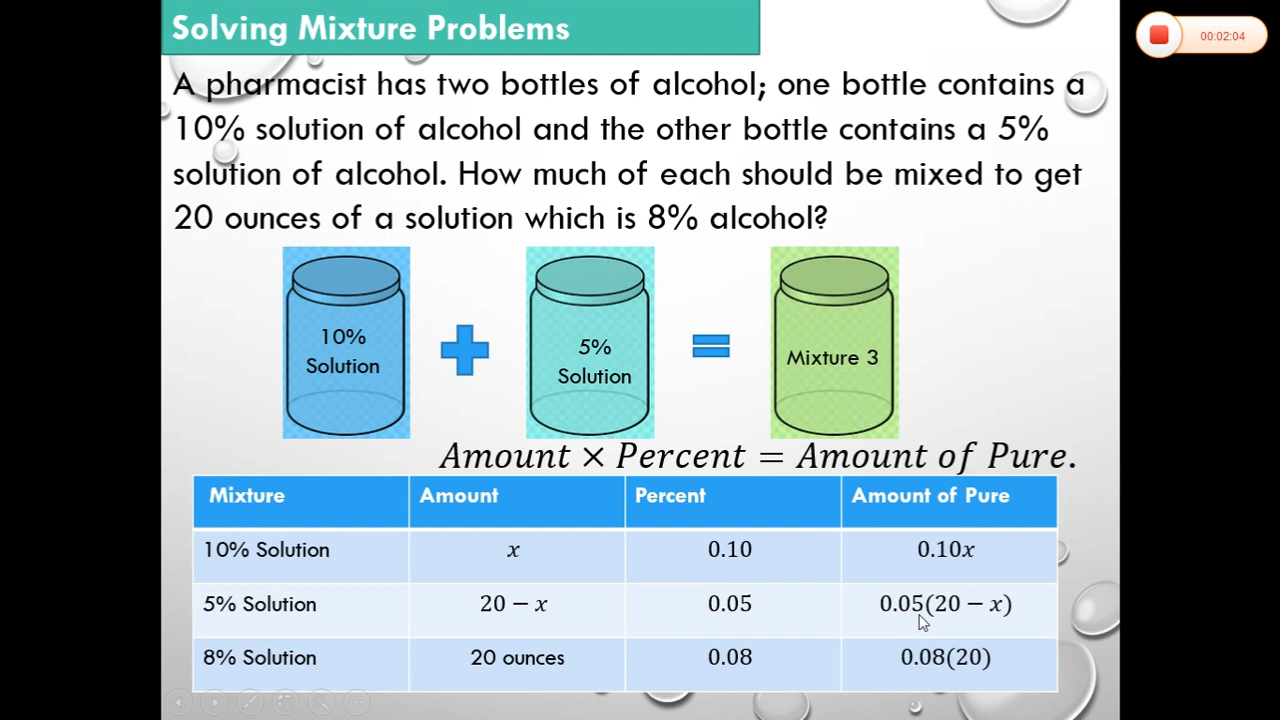 Solving Mixture Problems
00:02:04
A pharmacist has two bottles of alcohol; one bottle contains a
10% solution of alcohol and the other bottle contains a 5%
solution of alcohol. How much of each should be mixed to get
20 ounces of a solution which is 8% alcohol?
10%
Solution
5%
Solution
Mixture 3
Amount × Percent = Amount of Pure.
Mixture Amount Percent Amount of Pure
10% Solution x 0.10 0.10x
5% Solution 20 − x 0.05 0.05(20 − x)
8% Solution 20 ounces 0.08 0.08(20)